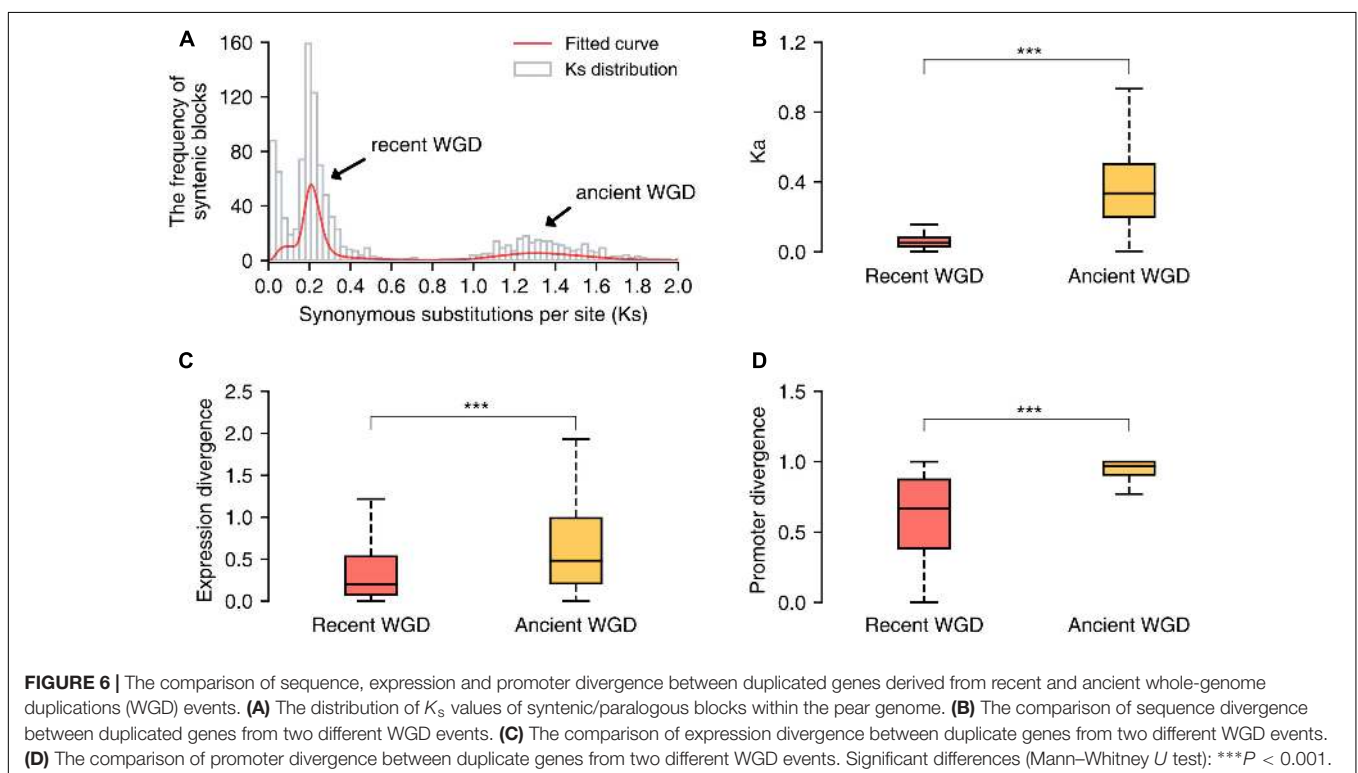 A
160
120
80
40
0
The frequency of
syntenic blocks
Fitted curve
Ks distribution
recent WGD
ancient WGD
0.0 0.2 0.4 0.6 0.8 1.0 1.2 1.4 1.6 1.8 2.0
Synonymous substitutions per site (Ks)
B
1.2
0.8
0.4
0.0
Ka
***
Recent WGD Ancient WGD
C
2.5
2.0
1.5
1.0
0.5
0.0
Expression divergence
***
Recent WGD Ancient WGD
D
1.5
1.0
0.5
0.0
Promoter divergence
***
Recent WGD Ancient WGD
FIGURE 6 | The comparison of sequence, expression and promoter divergence between duplicated genes derived from recent and ancient whole-genome
duplications (WGD) events. (A) The distribution of Ks values of syntenic/paralogous blocks within the pear genome. (B) The comparison of sequence divergence
between duplicated genes from two different WGD events. (C) The comparison of expression divergence between duplicate genes from two different WGD events.
(D) The comparison of promoter divergence between duplicate genes from two different WGD events. Significant differences (Mann–Whitney U test): ***P < 0.001.